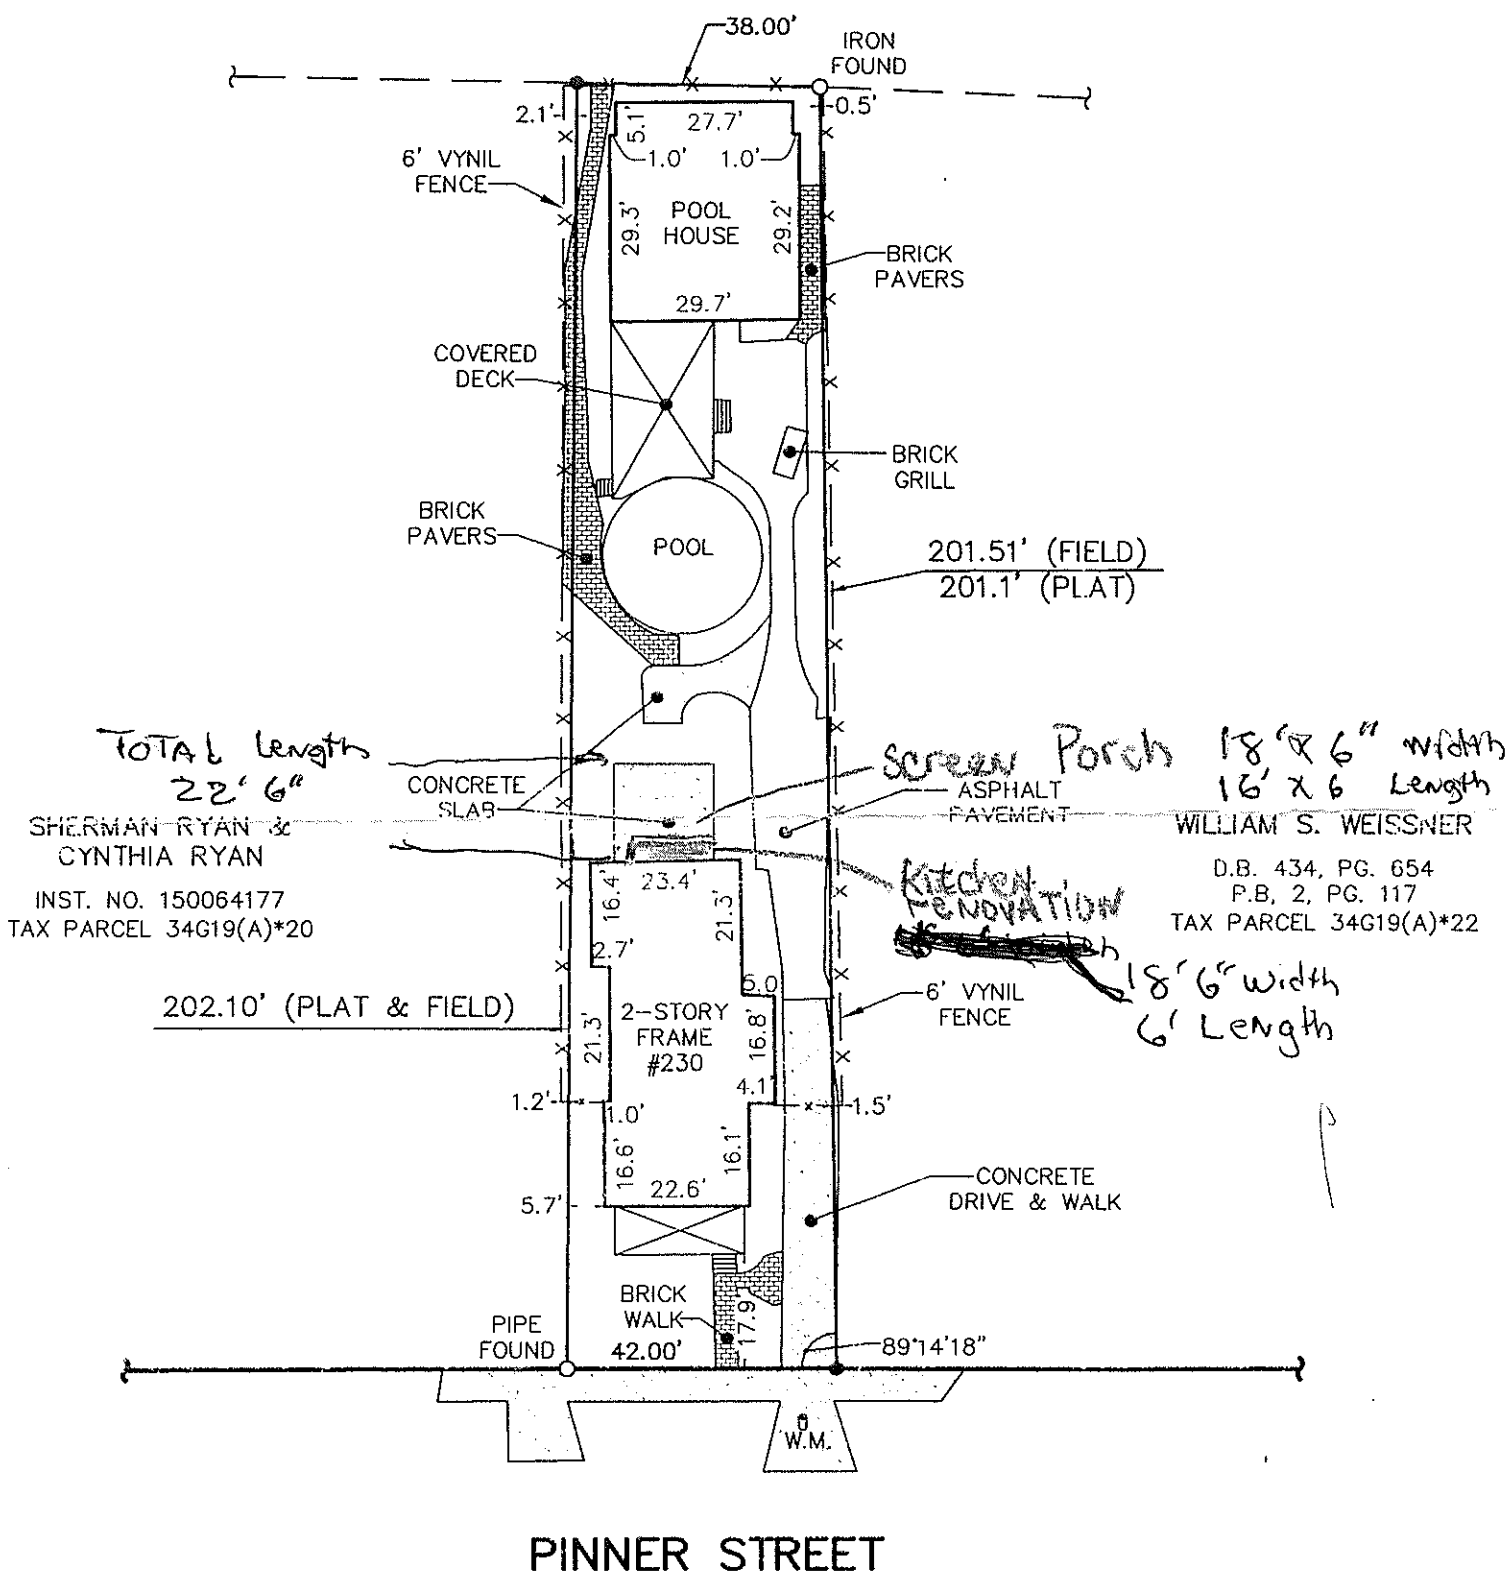 38.00'
IRON
FOUND
2.1'
0.5'
5.1'
27.7'
1.0'
1.0'
6' VYNIL
FENCE
29.3'
POOL
HOUSE
29.2'
BRICK
PAVERS
29.7'
COVERED
DECK
BRICK
GRILL
BRICK
PAVERS
POOL
201.51' (FIELD)
201.1' (PLAT)
TOTAL Length
22' 6"
SHERMAN RYAN &
CYNTHIA RYAN
INST. NO. 150064177
TAX PARCEL 34G19(A)*20
CONCRETE
SLAB
Screen Porch
18' & 6" width
16' x 6 Length
ASPHALT
PAVEMENT
WILLIAM S. WEISSNER
D.B. 434, PG. 654
P.B, 2, PG. 117
TAX PARCEL 34G19(A)*22
Kitchen
RENOVATION
18' 6" width
6' Length
16.4'
23.4'
21.3'
2.7'
6.0
202.10' (PLAT & FIELD)
21.3'
2-STORY
FRAME
#230
16.8'
6' VYNIL
FENCE
4.1'
1.2'
1.0'
1.5'
16.6'
16.1'
22.6'
5.7'
CONCRETE
DRIVE & WALK
BRICK
WALK
17.9'
PIPE
FOUND
42.00'
89°14'18"
W.M.
PINNER STREET